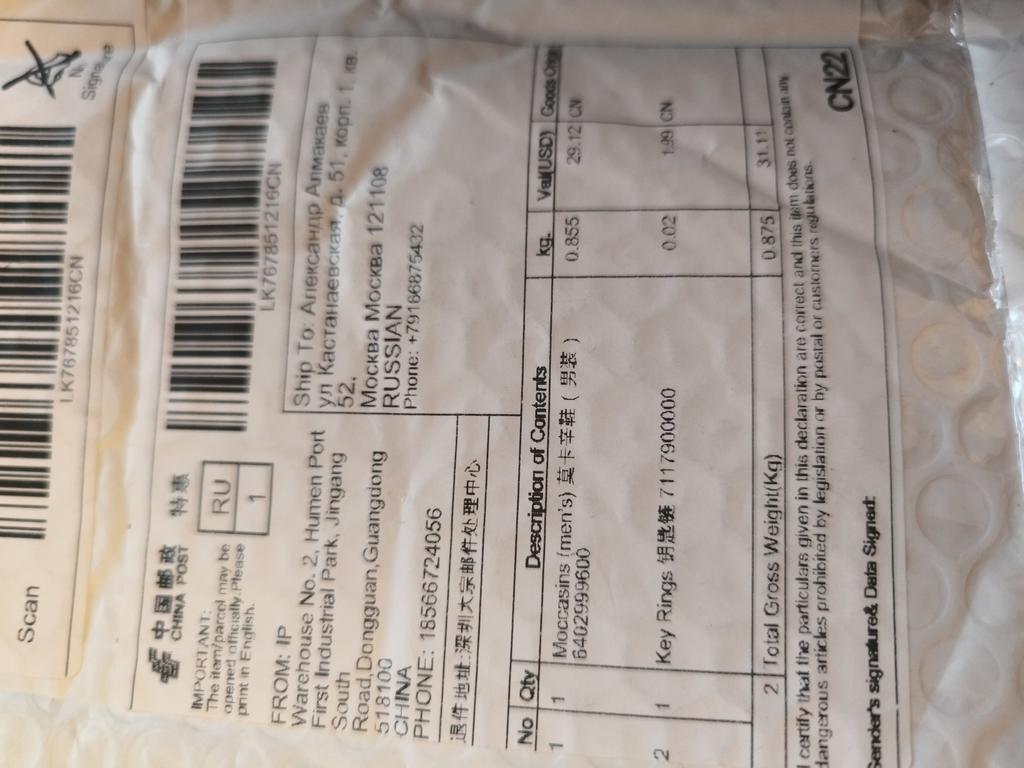 Scan
LK767851216CN
Signature
中国邮政
CHINA POST
特惠
RU
1
IMPORTANT:
The item/parcel may be
opened officially.Please
print in English.
LK767851216CN
FROM: IP
Warehouse No. 2, Humen Port
First Industrial Park, Jingang
South
Road,Dongguan,Guangdong
518100
CHINA
PHONE: 18566724056
退件地址:深圳大宗邮件处理中心
Ship To: Александр Алмакаев
ул Кастанаевская, д. 51, корп. 1, кв.
52,
Москва Москва 121108
RUSSIAN
Phone: +79166875432
No Qty Description of Contents kg. Val(USD) Goods
1 1 Moccasins (men's) 莫卡辛鞋 ( 男装 ) 0.855 29.12 CN
6402999600
2 1 Key Rings 钥匙链 7117900000 0.02 1.99 CN
2 Total Gross Weight(Kg) 0.875 31.11
I certify that the particulars given in this declaration are correct and this item does not contain any
dangerous articles prohibited by legislation or by postal or customers regulations.
Sender's signature& Data Signed:
CN22